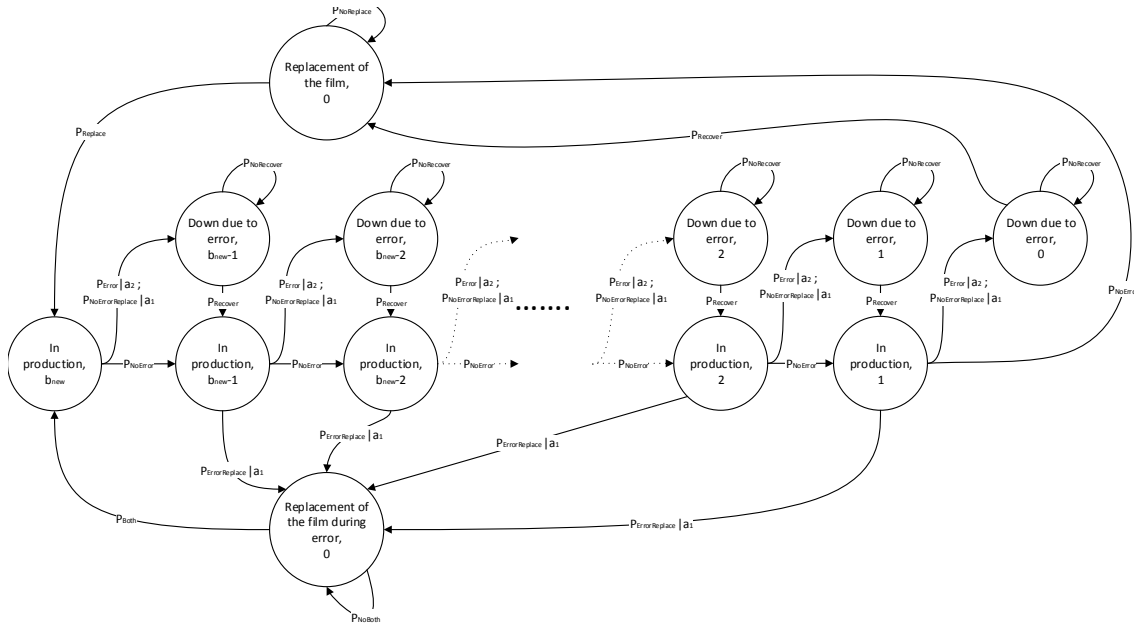 PNoReplace
Replacement of
the film,
0
PReplace
PRecover
PNoRecover
PNoRecover
PNoRecover
PNoRecover
PNoRecover
Down due to
error,
bnew-1
Down due to
error,
bnew-2
Down due to
error,
2
Down due to
error,
1
Down due to
error,
0
PError|a2 ;
PNoErrorReplace|a1
PError|a2 ;
PNoErrorReplace|a1
PError|a2 ;
PNoErrorReplace|a1
PError|a2 ;
PNoErrorReplace|a1
PError|a2 ;
PNoErrorReplace|a1
PError|a2 ;
PNoErrorReplace|a1
PRecover
PRecover
PRecover
PRecover
PNoErro
In
production,
bnew
PNoError
In
production,
bnew-1
PNoError
In
production,
bnew-2
PNoError
PNoError
In
production,
2
PNoError
In
production,
1
PErrorReplace|a1
PErrorReplace|a1
PErrorReplace|a1
PErrorReplace|a1
PBoth
Replacement of
the film during
error,
0
PNoBoth